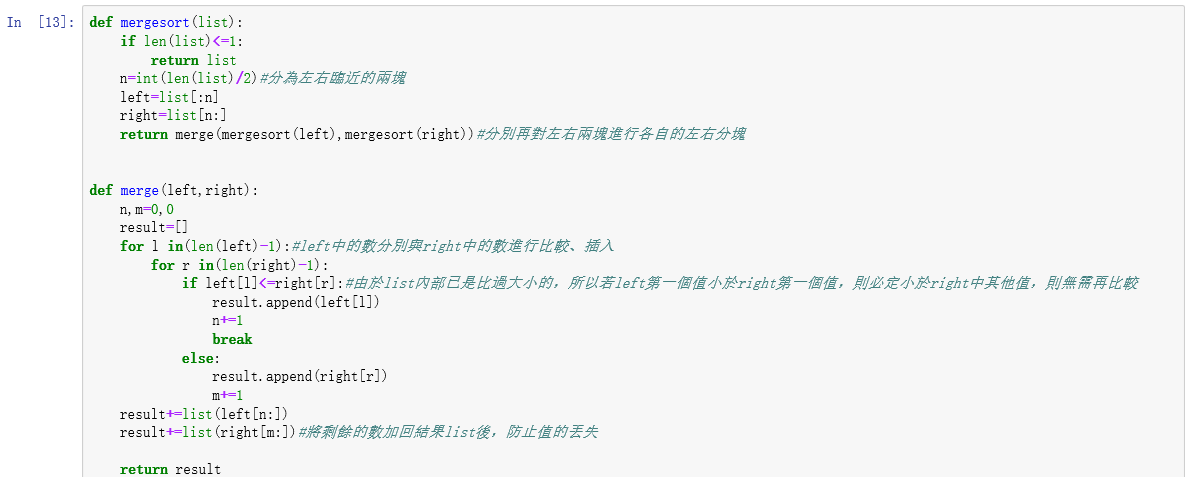 In [13]: def mergesort(list):
    if len(list)<=1:
        return list
    n=int(len(list)/2)#分為左右臨近的兩塊
    left=list[:n]
    right=list[n:]
    return merge(mergesort(left),mergesort(right))#分別再對左右兩塊進行各自的左右分塊
def merge(left,right):
    n,m=0,0
    result=[]
    for l in(len(left)-1):#left中的數分別與right中的數進行比較、插入
        for r in(len(right)-1):
            if left[l]<=right[r]:#由於list內部已是比過大小的，所以若left第一個值小於right第一個值，則必定小於right中其他值，則無需再比較
                result.append(left[l])
                n+=1
                break
            else:
                result.append(right[r])
                m+=1
    result+=list(left[n:])
    result+=list(right[m:])#將剩餘的數加回結果list後，防止值的丟失
    return result